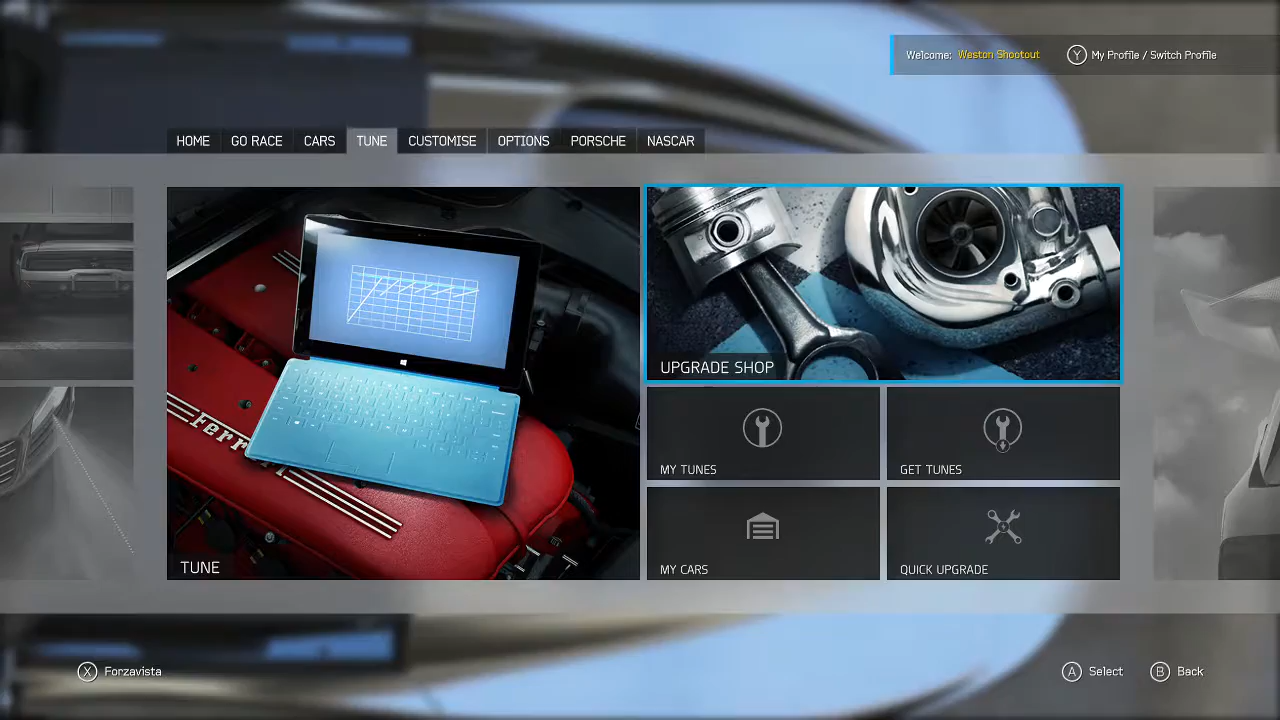 Welcome: Weston Shootout
Y My Profile / Switch Profile
HOME GO RACE CARS TUNE CUSTOMISE OPTIONS PORSCHE NASCAR
Ferr
UPGRADE SHOP
MY TUNES
GET TUNES
TUNE
MY CARS
QUICK UPGRADE
X Forzavista
A Select
B Back